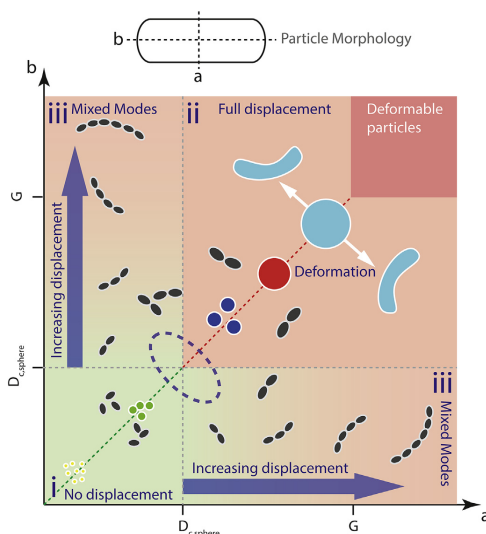 b
Particle Morphology
a
b
iii Mixed Modes
ii Full displacement
Deformable
particles
G
Increasing displacement
Deformation
D c,sphere
iii
Mixed Modes
Increasing displacement
i No displacement
a
D
G
c,sphere